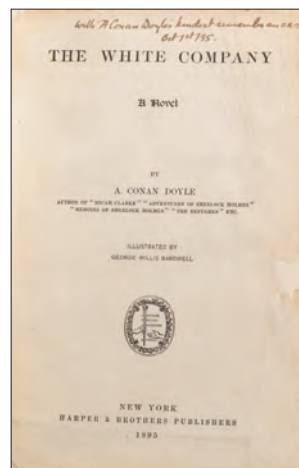 With A Conan Doyle's kindest remembrances
Oct 1st /95.
THE WHITE COMPANY
A Novel
BY
A. CONAN DOYLE
AUTHOR OF "MICAH CLARKE" "ADVENTURES OF SHERLOCK HOLMES"
"MEMOIRS OF SHERLOCK HOLMES" "THE REFUGEES" ETC.
ILLUSTRATED BY
GEORGE WILLIS BARDWELL
NEW YORK
HARPER & BROTHERS PUBLISHERS
1895